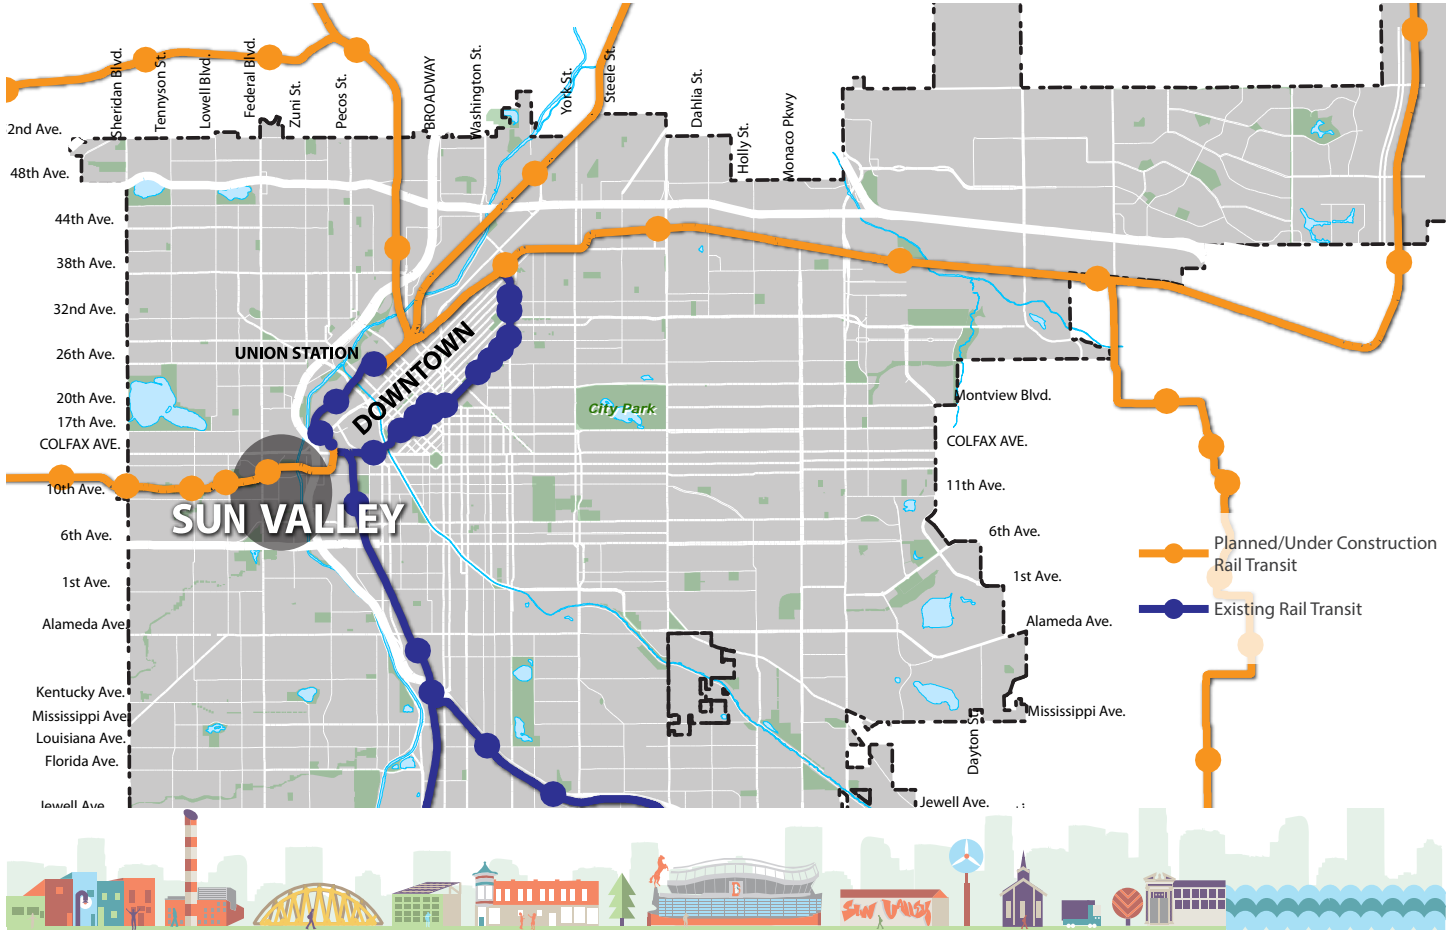 Sheridan Blvd.
Tennyson St.
Lowell Blvd.
Federal Blvd.
Zuni St.
Pecos St.
BROADWAY
Washington St.
York St.
Steele St.
Dahlia St.
Holly St.
Monaco Pkwy
2nd Ave.
48th Ave.
44th Ave.
38th Ave.
32nd Ave.
26th Ave.
20th Ave.
17th Ave.
COLFAX AVE.
10th Ave.
6th Ave.
1st Ave.
Alameda Ave
Kentucky Ave.
Mississippi Ave
Louisiana Ave.
Florida Ave.
Jewell Ave
UNION STATION
DOWNTOWN
City Park
SUN VALLEY
Montview Blvd.
COLFAX AVE.
11th Ave.
6th Ave.
1st Ave.
Alameda Ave.
Mississippi Ave.
Dayton St.
Jewell Ave.
Planned/Under Construction
Rail Transit
Existing Rail Transit
B
SUN VALLEY